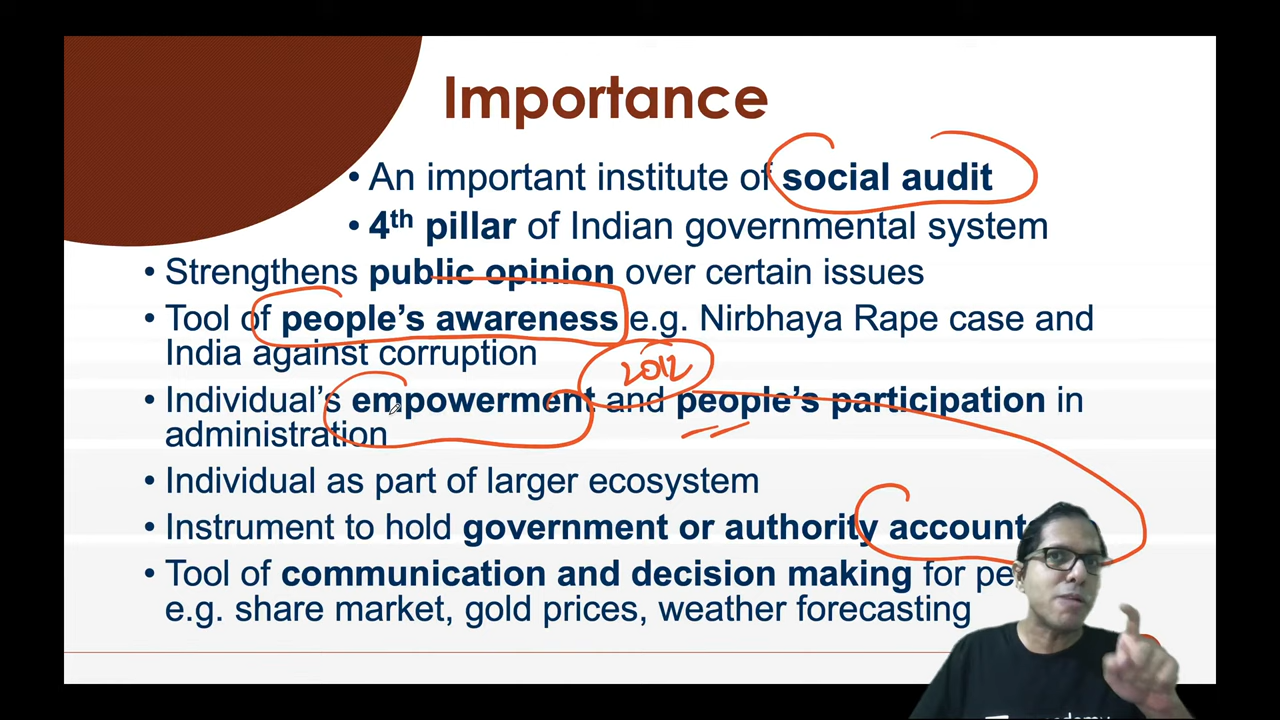 Importance
• An important institute of social audit
• 4th pillar of Indian governmental system
• Strengthens public opinion over certain issues
• Tool of people's awareness e.g. Nirbhaya Rape case and
India against corruption
2012
• Individual's empowerment and people's participation in
administration
• Individual as part of larger ecosystem
• Instrument to hold government or authority
• Tool of communication and decision making for
e.g. share market, gold prices, weather forecasting